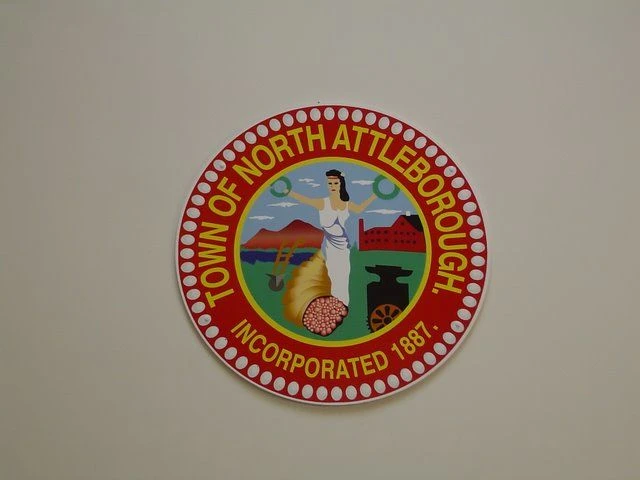 TOWN OF NORTH ATTLEBOROUGH.
INCORPORATED 1887.